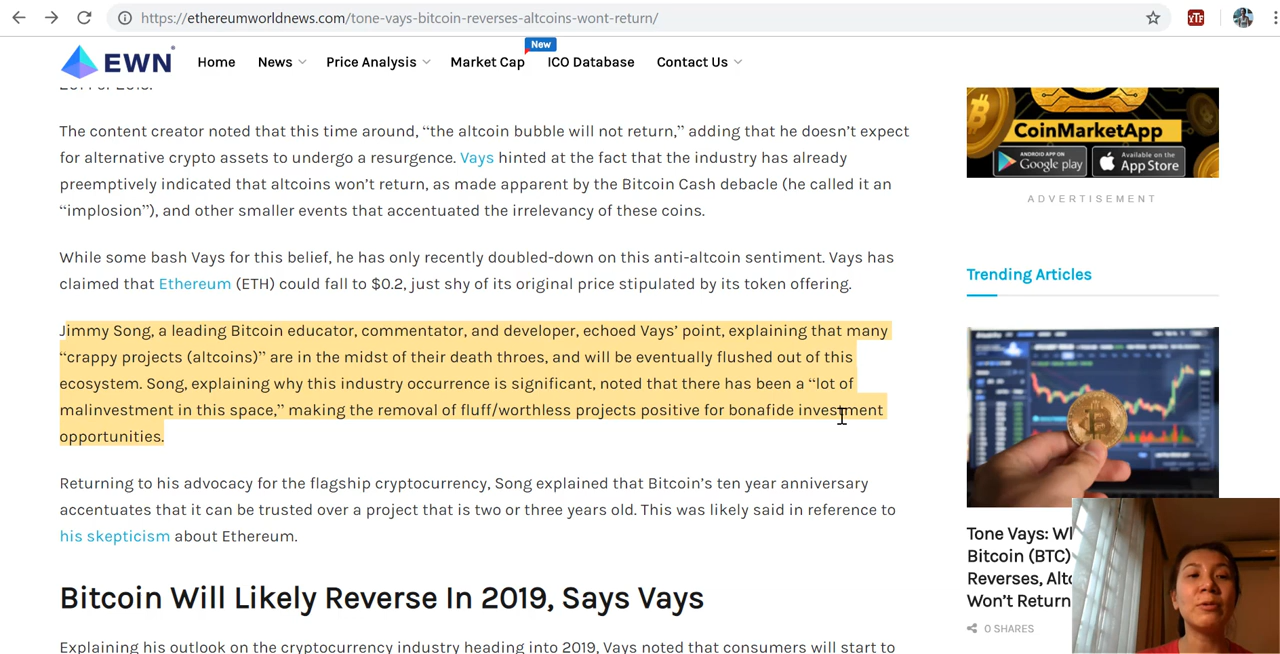 https://ethereumworldnews.com/tone-vays-bitcoin-reverses-altcoins-wont-return/
YTF
EWN
Home
News
Price Analysis
New
Market Cap
ICO Database
Contact Us
The content creator noted that this time around, “the altcoin bubble will not return,” adding that he doesn’t expect
for alternative crypto assets to undergo a resurgence. Vays hinted at the fact that the industry has already
preemptively indicated that altcoins won’t return, as made apparent by the Bitcoin Cash debacle (he called it an
“implosion”), and other smaller events that accentuated the irrelevancy of these coins.
While some bash Vays for this belief, he has only recently doubled-down on this anti-altcoin sentiment. Vays has
claimed that Ethereum (ETH) could fall to $0.2, just shy of its original price stipulated by its token offering.
Jimmy Song, a leading Bitcoin educator, commentator, and developer, echoed Vays’ point, explaining that many
“crappy projects (altcoins)” are in the midst of their death throes, and will be eventually flushed out of this
ecosystem. Song, explaining why this industry occurrence is significant, noted that there has been a “lot of
malinvestment in this space,” making the removal of fluff/worthless projects positive for bonafide investment
opportunities.
Returning to his advocacy for the flagship cryptocurrency, Song explained that Bitcoin’s ten year anniversary
accentuates that it can be trusted over a project that is two or three years old. This was likely said in reference to
his skepticism about Ethereum.
Bitcoin Will Likely Reverse In 2019, Says Vays
Explaining his outlook on the cryptocurrency industry heading into 2019, Vays noted that consumers will start to
CoinMarketApp
ANDROID APP ON
Google play
Available on the
App Store
ADVERTISEMENT
Trending Articles
Tone Vays:
Bitcoin (BTC)
Reverses,
Won’t Return
0 SHARES